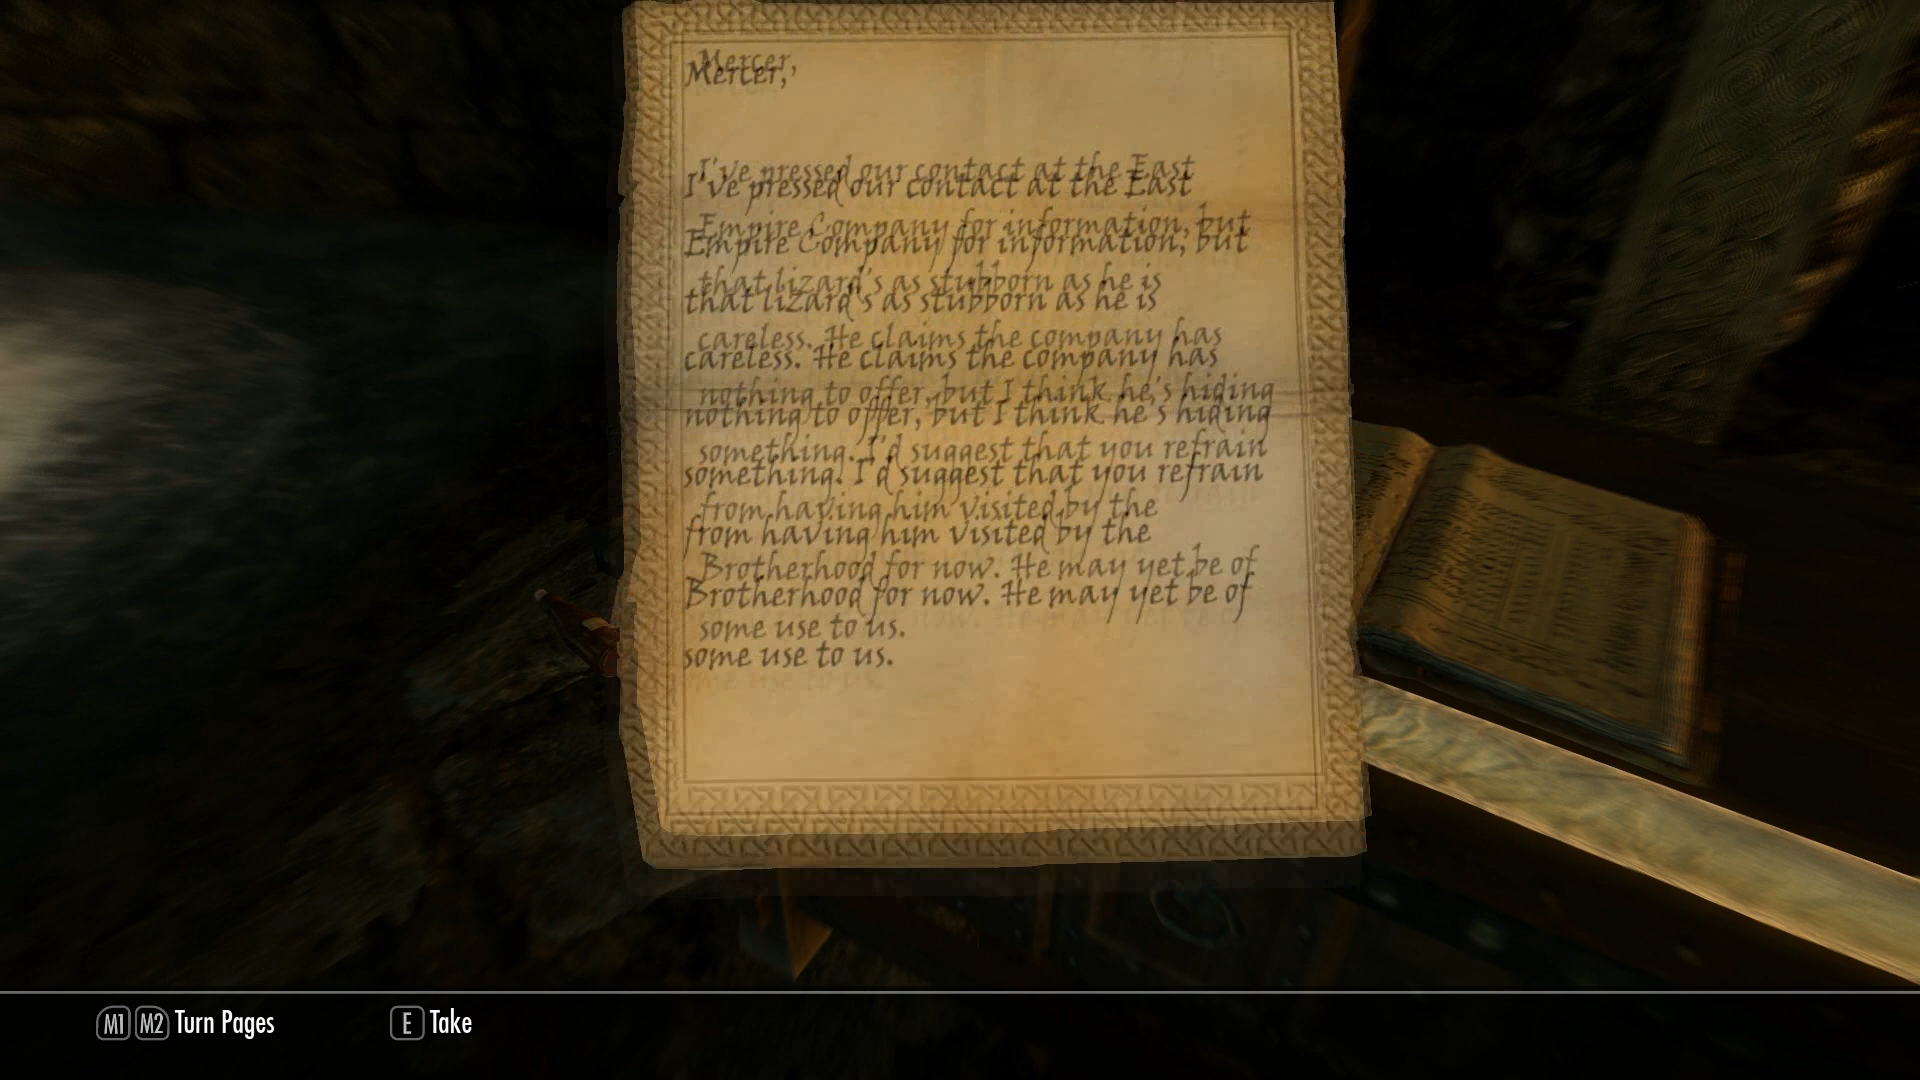 Mercer,
I've pressed our contact at the East
Empire Company for information, but
that lizard's as stubborn as he is
careless. He claims the company has
nothing to offer, but I think he's hiding
something. I'd suggest that you refrain
from having him visited by the
Brotherhood for now. He may yet be of
some use to us.
M1 M2 Turn Pages
E Take